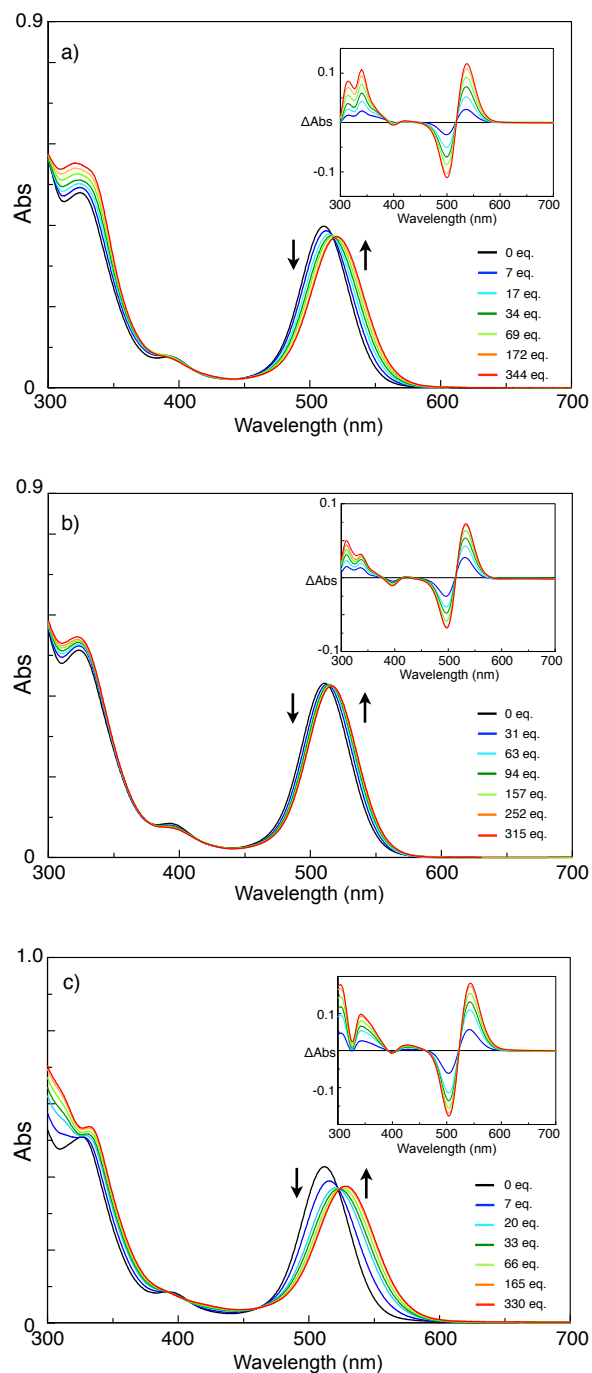 0.9
a)
0.1
ΔAbs
-0.1
300 400 500 600 700
Wavelength (nm)
Abs
0 eq.
7 eq.
17 eq.
34 eq.
69 eq.
172 eq.
344 eq.
0
300 400 500 600 700
Wavelength (nm)
0.9
b)
0.1
ΔAbs
-0.1
300 400 500 600 700
Wavelength (nm)
Abs
0 eq.
31 eq.
63 eq.
94 eq.
157 eq.
252 eq.
315 eq.
0
300 400 500 600 700
Wavelength (nm)
1.0
c)
0.1
ΔAbs
-0.1
300 400 500 600 700
Wavelength (nm)
Abs
0 eq.
7 eq.
20 eq.
33 eq.
66 eq.
165 eq.
330 eq.
0
300 400 500 600 700
Wavelength (nm)